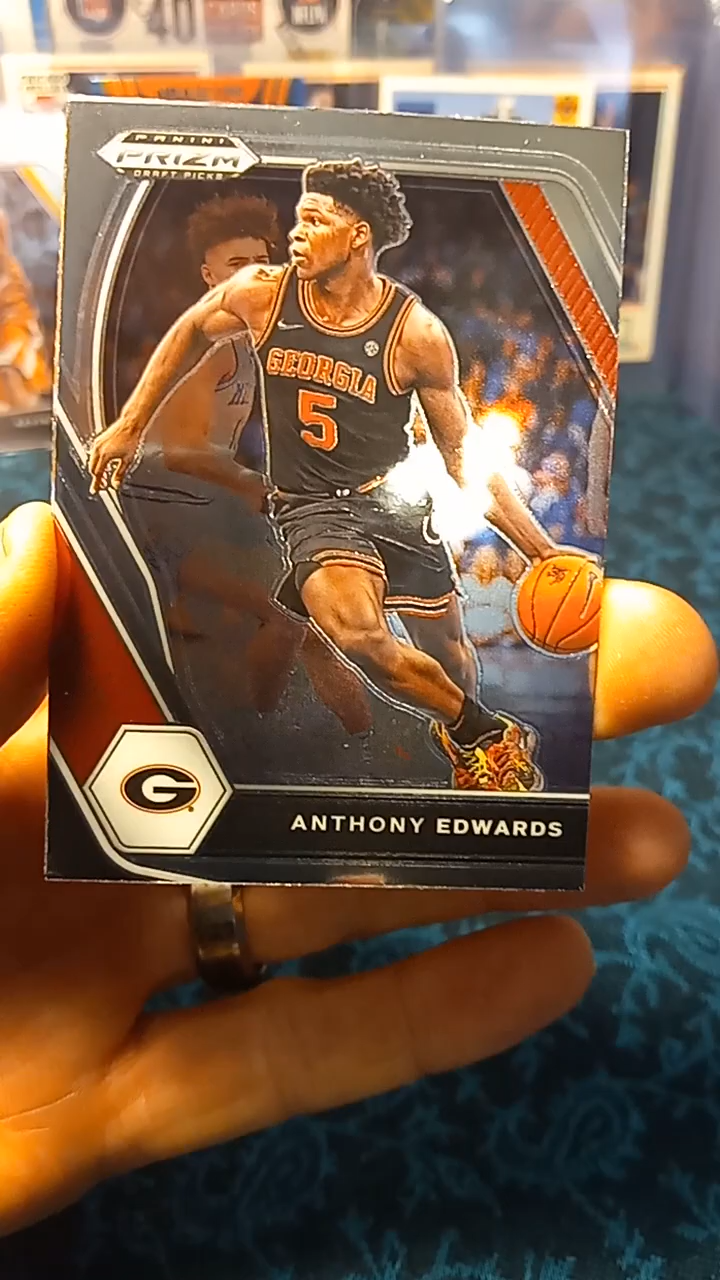 PANINI
PRIZM
DRAFT PICKS
GEORGIA
5
G
ANTHONY EDWARDS